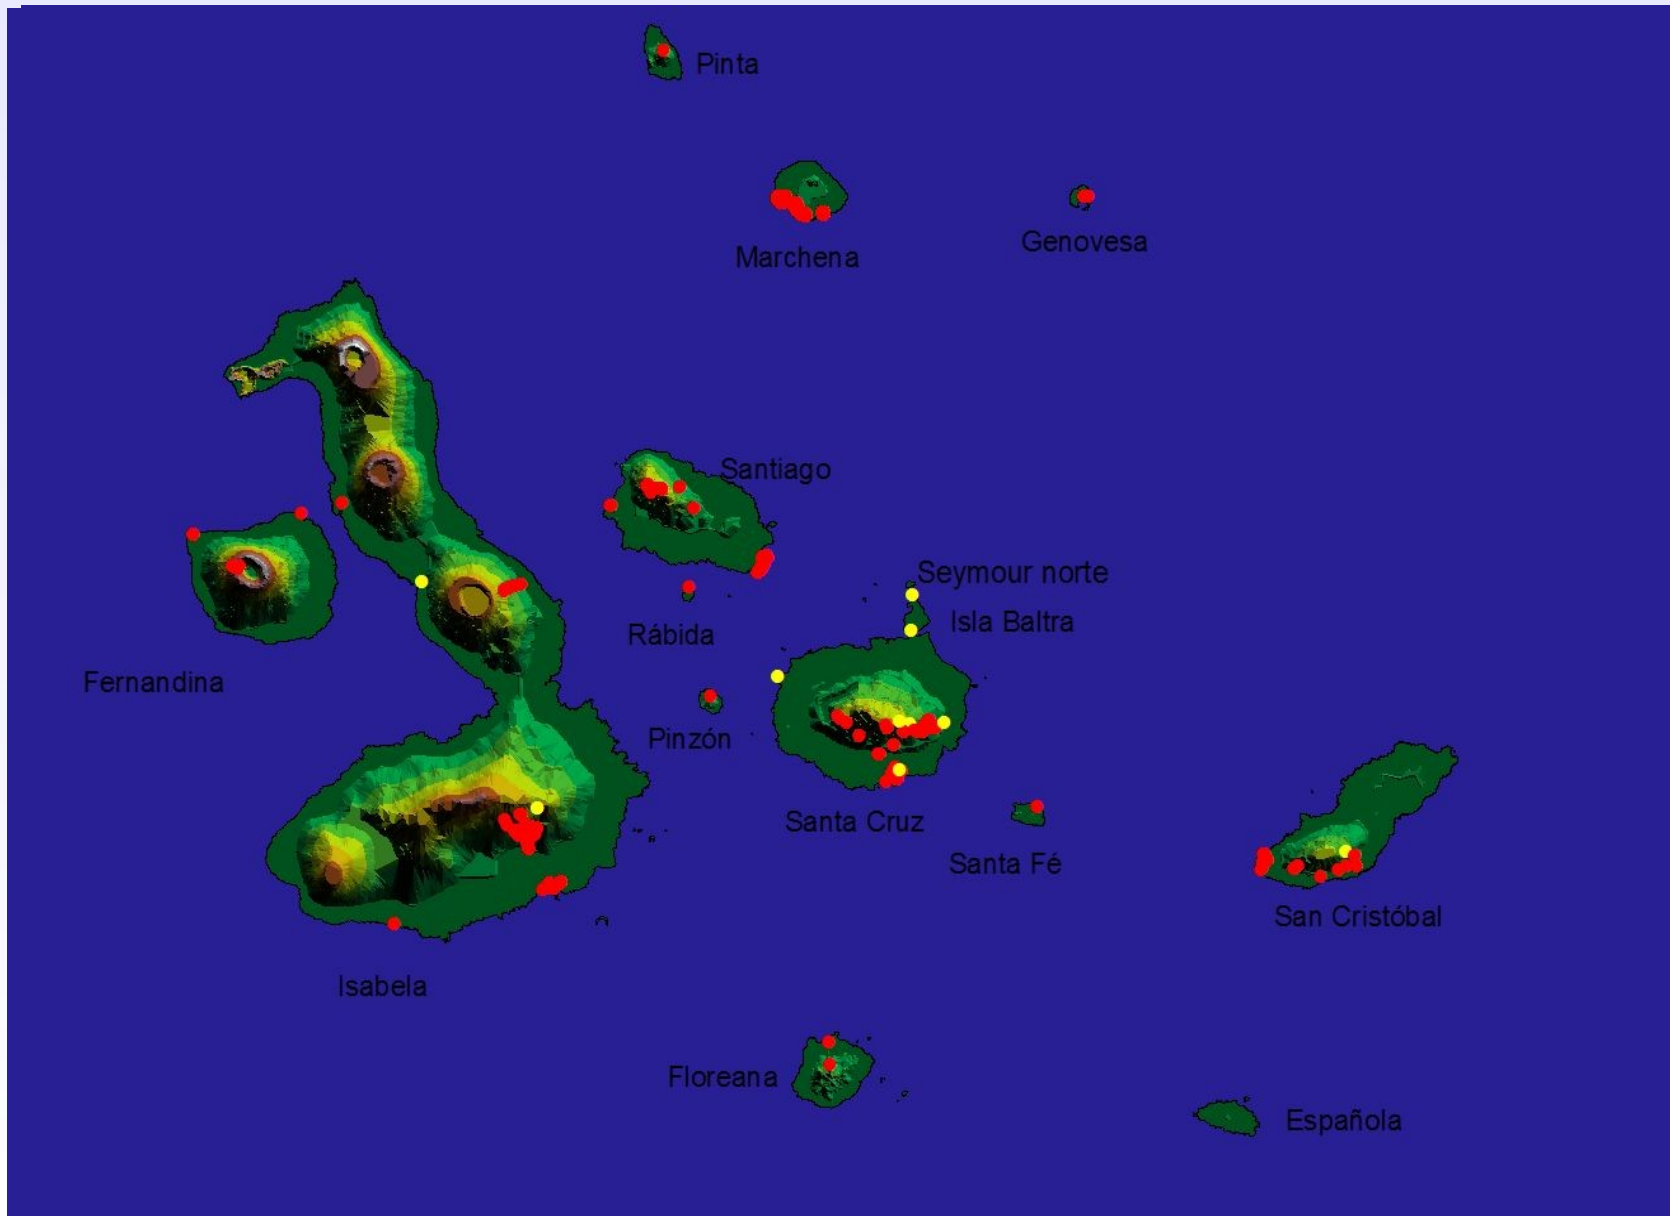 Pinta
Marchena
Genovesa
Santiago
Seymour norte
Isla Baltra
Rábida
Fernandina
Pinzón
Santa Cruz
Santa Fé
San Cristóbal
Isabela
Floreana
Española